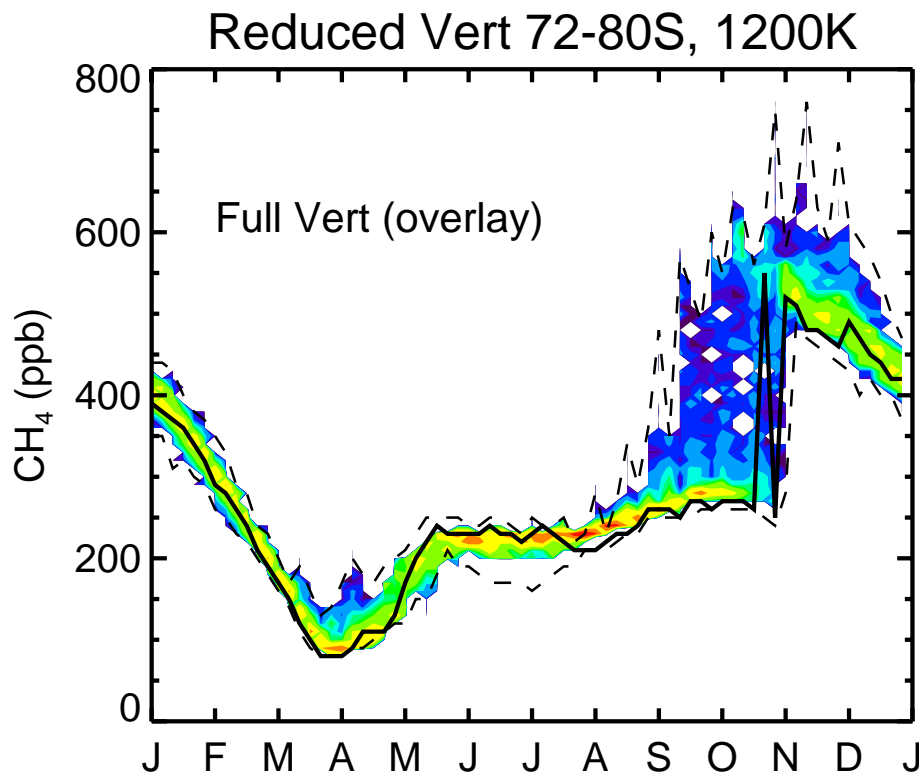 Reduced Vert 72-80S, 1200K
800
600
400
200
0
CH₄ (ppb)
Full Vert (overlay)
J F M A M J J A S O N D J